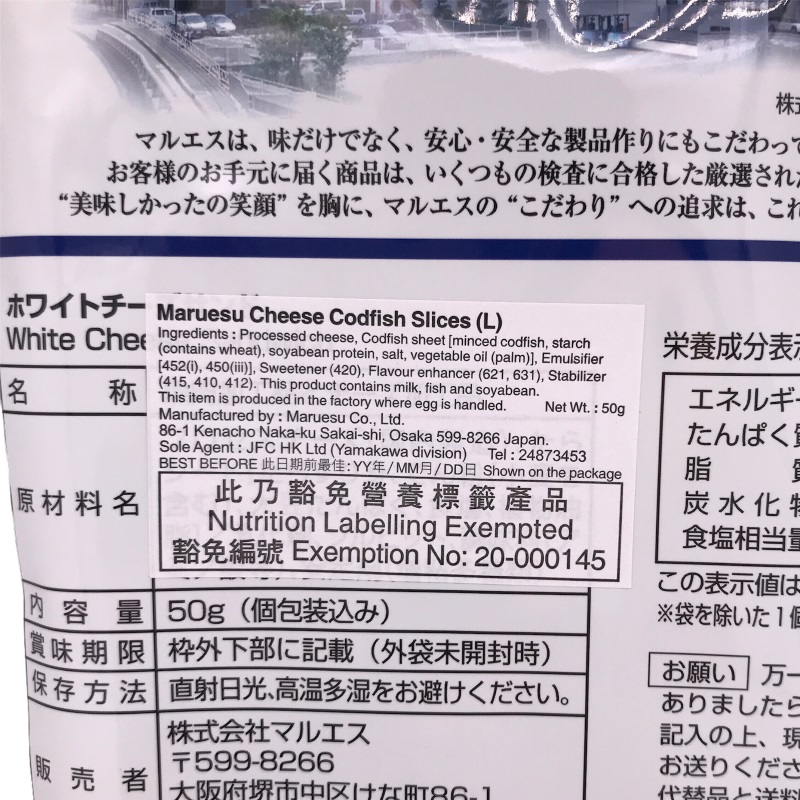 株式
マルエスは、味だけでなく、安心・安全な製品作りにもこだわって
お客様のお手元に届く商品は、いくつもの検査に合格した厳選され
“美味しかったの笑顔” を胸に、マルエスの “こだわり” への追求は、これ
ホワイトチー
White Chee
Maruesu Cheese Codfish Slices (L)
Ingredients : Processed cheese, Codfish sheet [minced codfish, starch
(contains wheat), soyabean protein, salt, vegetable oil (palm)], Emulsifier
[452(i), 450(iii)], Sweetener (420), Flavour enhancer (621, 631), Stabilizer
(415, 410, 412). This product contains milk, fish and soyabean.
This item is produced in the factory where egg is handled. Net Wt. : 50g
Manufactured by : Maruesu Co., Ltd.
86-1 Kenacho Naka-ku Sakai-shi, Osaka 599-8266 Japan.
Sole Agent : JFC HK Ltd (Yamakawa division) Tel : 24873453
BEST BEFORE 此日期前最佳 : YY年 / MM月 / DD日 Shown on the package
此乃豁免營養標籤產品
Nutrition Labelling Exempted
豁免編號 Exemption No: 20-000145
名称
原材料名
内容量 50g（個包装込み）
賞味期限 枠外下部に記載（外袋未開封時）
保存方法 直射日光、高温多湿をお避けください。
販売者 株式会社マルエス
〒599-8266
大阪府堺市中区けな町86-1
栄養成分表示
エネルギー
たんぱく質
脂質
炭水化物
食塩相当量
この表示値は
※袋を除いた1個
お願い 万一
ありましたら
記入の上、現
お送りくださ
代替品と送料